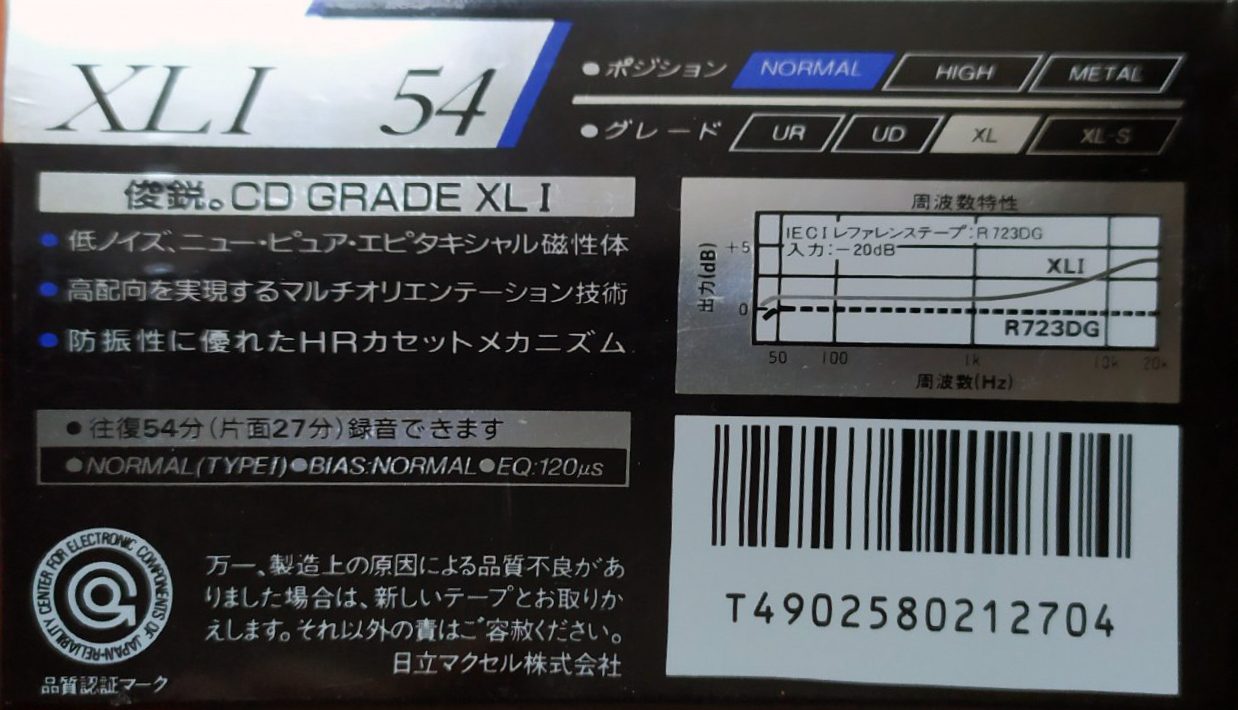 XL I 54
●ポジション NORMAL HIGH METAL
●グレード UR UD XL XL-S
俊鋭。CD GRADE XL I
● 低ノイズ、ニュー・ピュア・エピタキシャル磁性体
● 高配向を実現するマルチオリエンテーション技術
● 防振性に優れたHRカセットメカニズム
周波数特性
IEC I レファレンステープ:R723DG
入力:-20dB
出力(dB)
+5
0
XLI
R723DG
50 100 1k 10k 20k
周波数(Hz)
● 往復54分(片面27分)録音できます
●NORMAL(TYPE I)●BIAS:NORMAL●EQ:120μs
RELIABILITY CENTER FOR ELECTRONIC COMPONENTS OF JAPAN
品質認証マーク
万一、製造上の原因による品質不良があ
りました場合は、新しいテープとお取りか
えします。それ以外の責はご容赦ください。
日立マクセル株式会社
T4902580212704